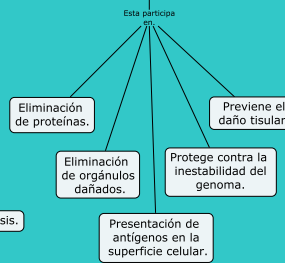 Esta participa
en.
Eliminación
de proteínas.
Previene el
daño tisular
Eliminación
de orgánulos
dañados.
Protege contra la
inestabilidad del
genoma.
sis.
Presentación de
antígenos en la
superficie celular.